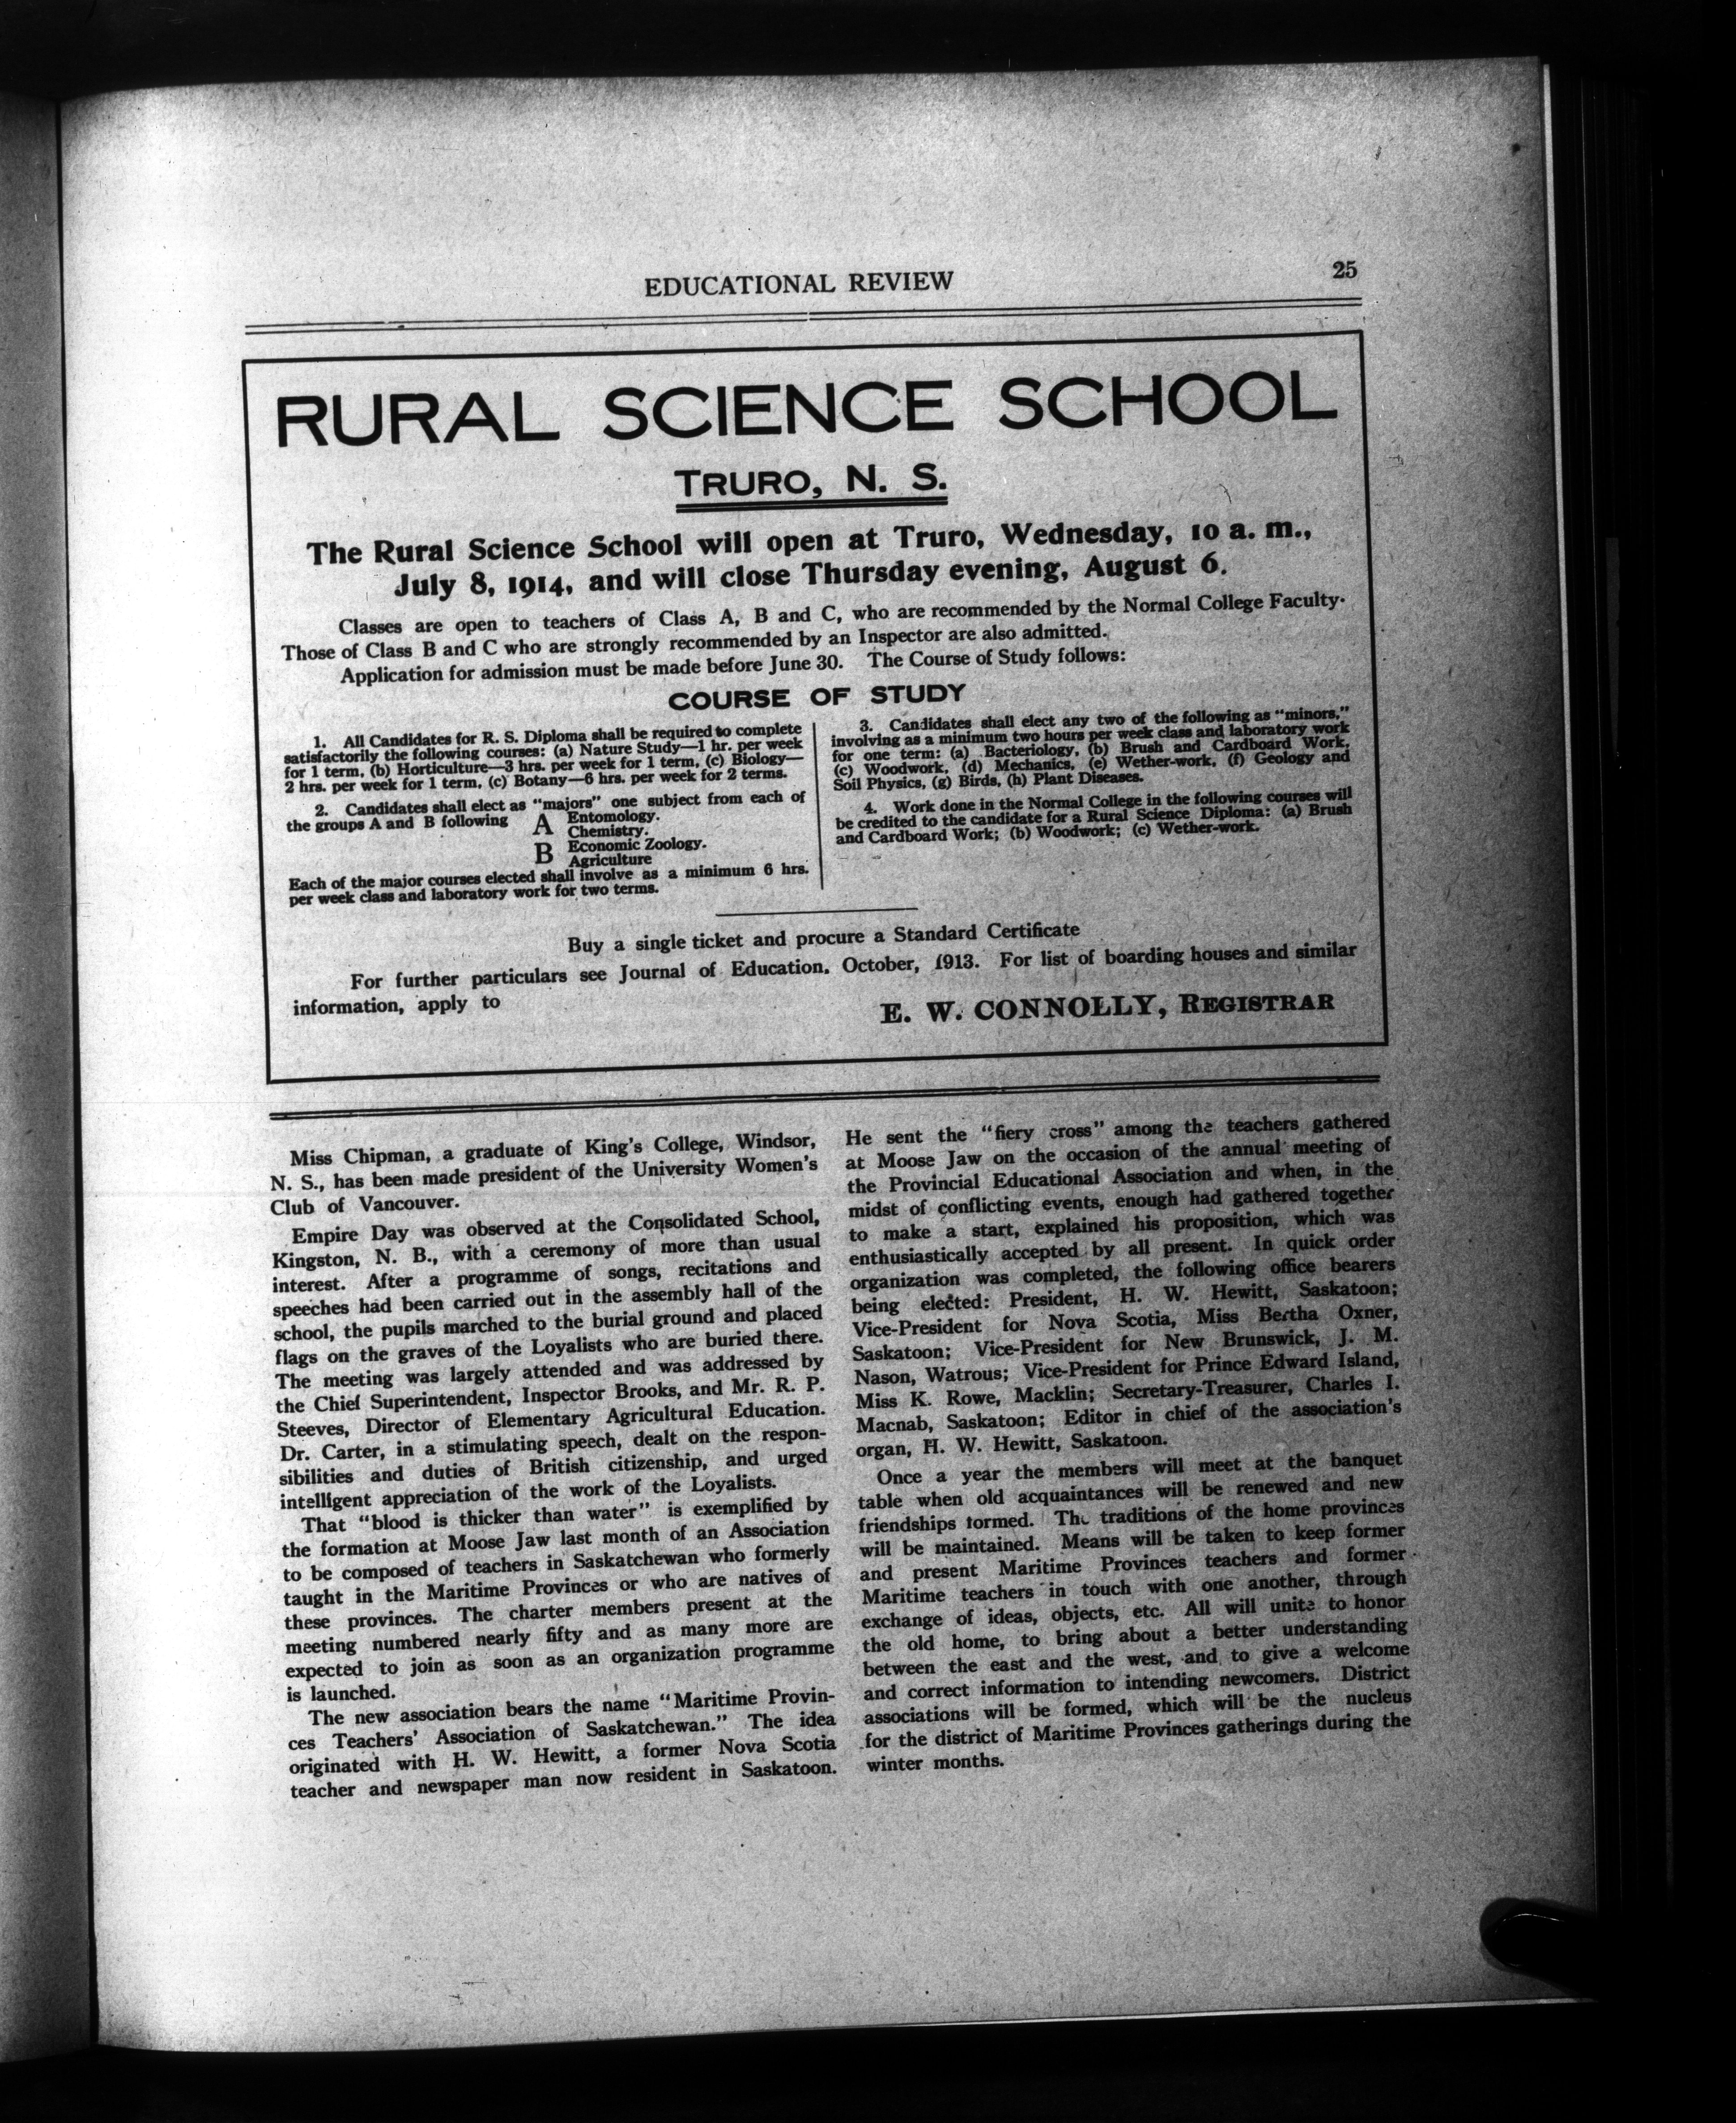 EDUCATIONAL REVIEW
25
RURAL SCIENCE SCHOOL
TRURO, N. S.
The Rural Science School will open at Truro, Wednesday, 10 a. m.,
July 8, 1914, and will close Thursday evening, August 6.
Classes are open to teachers of Class A, B and C, who are recommended by the Normal College Faculty.
Those of Class B and C who are strongly recommended by an Inspector are also admitted.
Application for admission must be made before June 30. The Course of Study follows:
COURSE OF STUDY
1. All Candidates for R. S. Diploma shall be required to complete
satisfactorily the following courses: (a) Nature Study—1 hr. per week
for 1 term, (b) Horticulture—3 hrs. per week for 1 term, (c) Biology—
2 hrs. per week for 1 term, (c) Botany—6 hrs. per week for 2 terms.
2. Candidates shall elect as "majors" one subject from each of
the groups A and B following
A Entomology.
Chemistry.
B Economic Zoology.
Agriculture
Each of the major courses elected shall involve as a minimum 6 hrs.
per week class and laboratory work for two terms.
3. Candidates shall elect any two of the following as "minors,"
involving as a minimum two hours per week class and laboratory work
for one term: (a) Bacteriology, (b) Brush and Cardboard Work,
(c) Woodwork, (d) Mechanics, (e) Wether-work, (f) Geology and
Soil Physics, (g) Birds, (h) Plant Diseases.
4. Work done in the Normal College in the following courses will
be credited to the candidate for a Rural Science Diploma: (a) Brush
and Cardboard Work; (b) Woodwork; (c) Wether-work.
Buy a single ticket and procure a Standard Certificate
For further particulars see Journal of Education, October, 1913. For list of boarding houses and similar
information, apply to
E. W. CONNOLLY, REGISTRAR
Miss Chipman, a graduate of King's College, Windsor,
N. S., has been made president of the University Women's
Club of Vancouver.
Empire Day was observed at the Consolidated School,
Kingston, N. B., with a ceremony of more than usual
interest. After a programme of songs, recitations and
speeches had been carried out in the assembly hall of the
school, the pupils marched to the burial ground and placed
flags on the graves of the Loyalists who are buried there.
The meeting was largely attended and was addressed by
the Chief Superintendent, Inspector Brooks, and Mr. R. P.
Steeves, Director of Elementary Agricultural Education.
Dr. Carter, in a stimulating speech, dealt on the respon-
sibilities and duties of British citizenship, and urged
intelligent appreciation of the work of the Loyalists.
That "blood is thicker than water" is exemplified by
the formation at Moose Jaw last month of an Association
to be composed of teachers in Saskatchewan who formerly
taught in the Maritime Provinces or who are natives of
these provinces. The charter members present at the
meeting numbered nearly fifty and as many more are
expected to join as soon as an organization programme
is launched.
The new association bears the name "Maritime Provin-
ces Teachers' Association of Saskatchewan." The idea
originated with H. W. Hewitt, a former Nova Scotia
teacher and newspaper man now resident in Saskatoon.
He sent the "fiery cross" among the teachers gathered
at Moose Jaw on the occasion of the annual meeting of
the Provincial Educational Association and when, in the
midst of conflicting events, enough had gathered together
to make a start, explained his proposition, which was
enthusiastically accepted by all present. In quick order
organization was completed, the following office bearers
being elected: President, H. W. Hewitt, Saskatoon;
Vice-President for Nova Scotia, Miss Bertha Oxner,
Saskatoon; Vice-President for New Brunswick, J. M.
Nason, Watrous; Vice-President for Prince Edward Island,
Miss K. Rowe, Macklin; Secretary-Treasurer, Charles I.
Macnab, Saskatoon; Editor in chief of the association's
organ, H. W. Hewitt, Saskatoon.
Once a year the members will meet at the banquet
table when old acquaintances will be renewed and new
friendships formed. The traditions of the home provinces
will be maintained. Means will be taken to keep former
and present Maritime Provinces teachers and former
Maritime teachers in touch with one another, through
exchange of ideas, objects, etc. All will unite to honor
the old home, to bring about a better understanding
between the east and the west, and to give a welcome
and correct information to intending newcomers. District
associations will be formed, which will be the nucleus
for the district of Maritime Provinces gatherings during the
winter months.